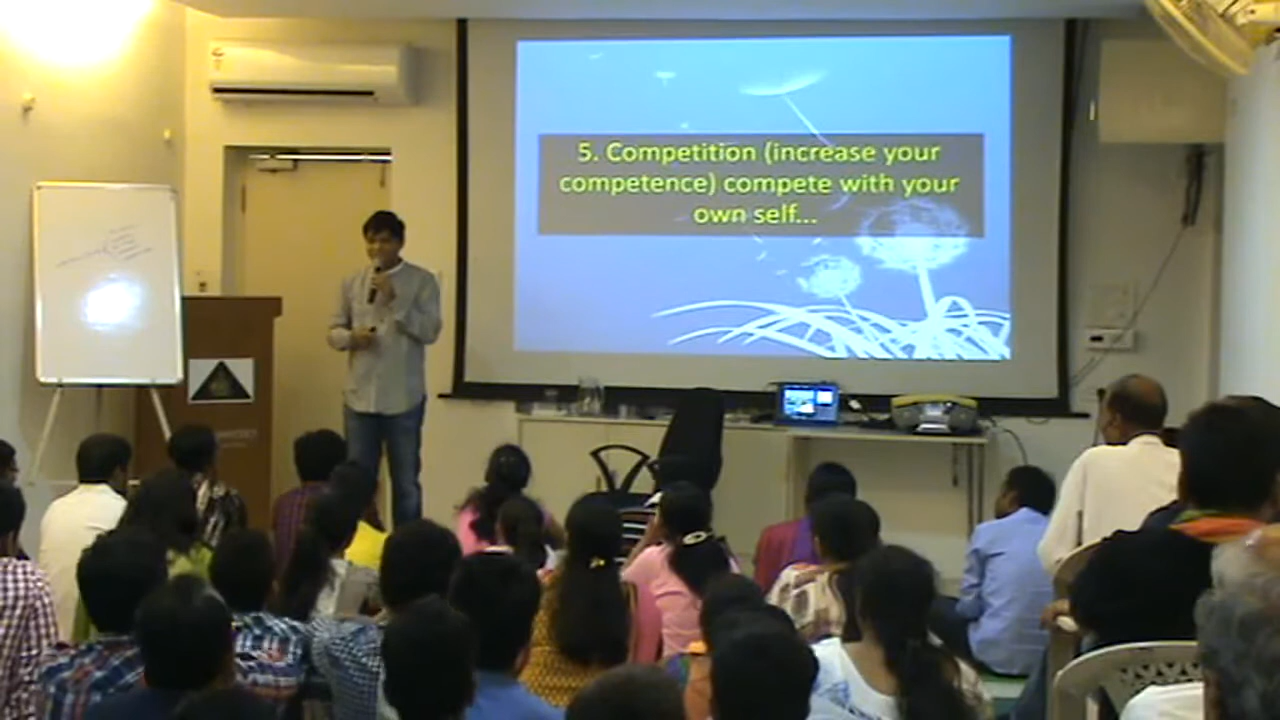 5. Competition (increase your
competence) compete with your
own self...